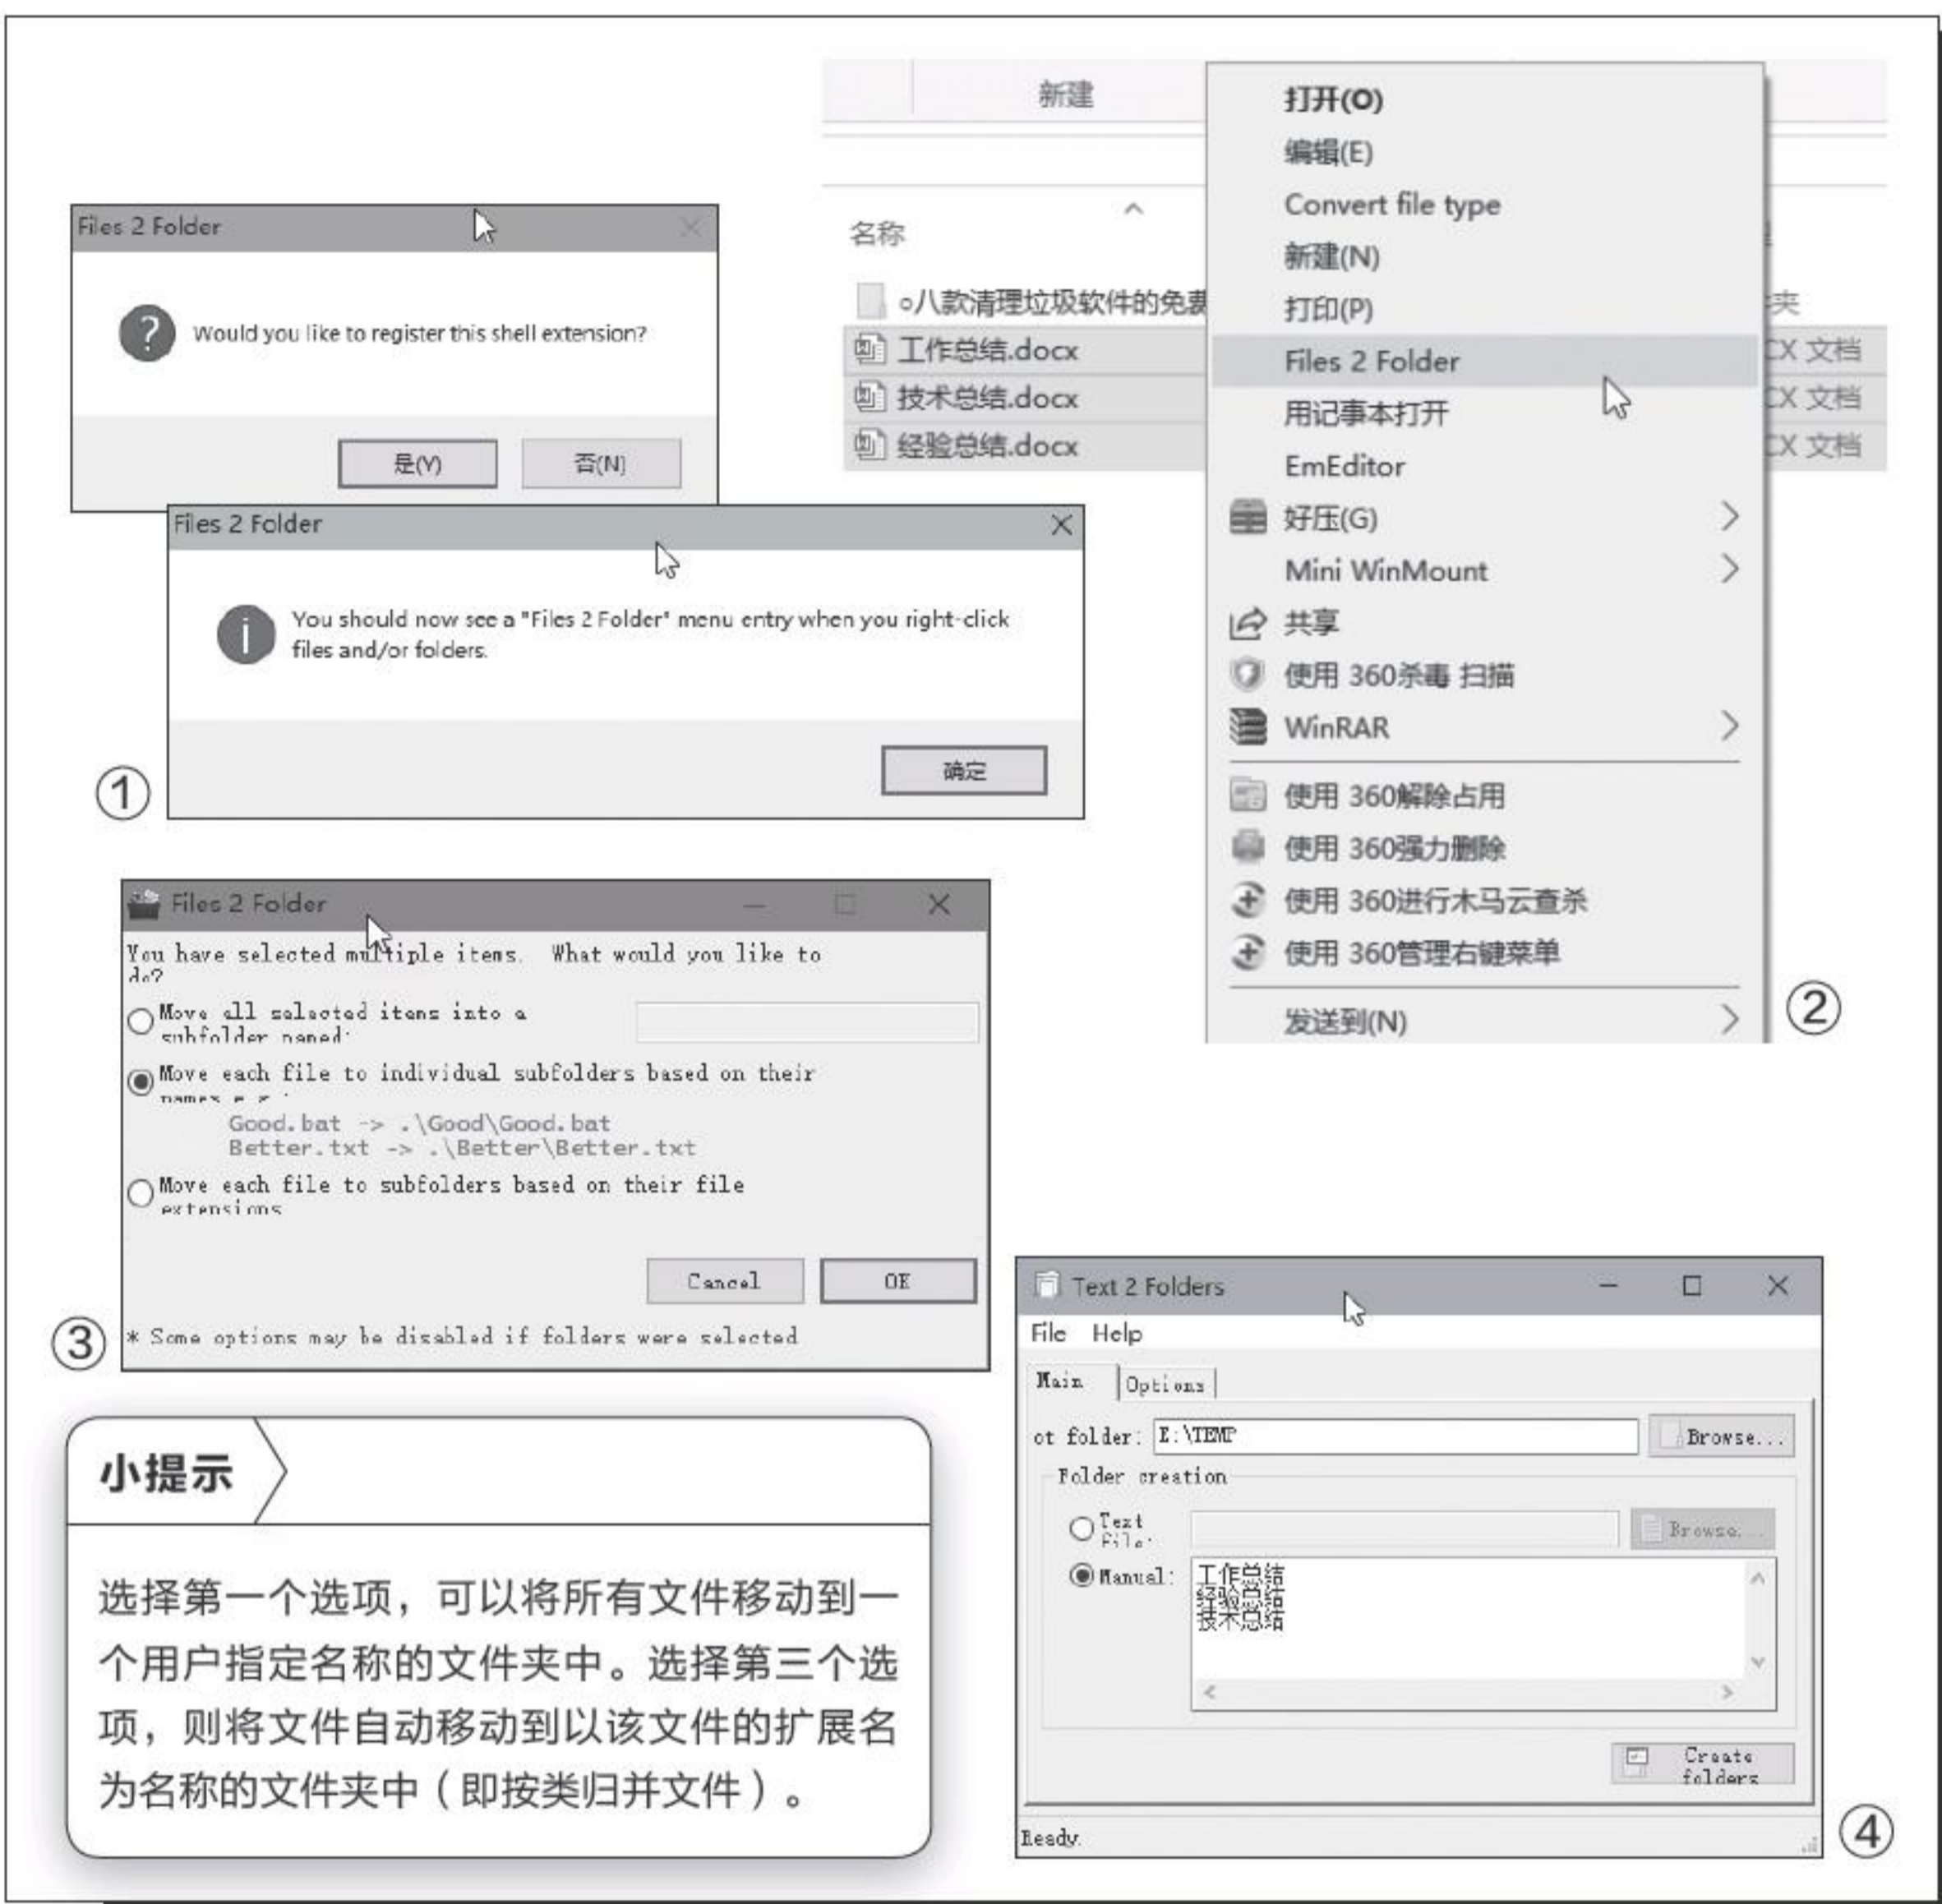 Files 2 Folder
Would you like to register this shell extension?
是(Y)
否(N)
Files 2 Folder
You should now see a "Files 2 Folder" menu entry when you right-click
files and/or folders.
确定
①
新建
名称
○八款清理垃圾软件的免费
夹
工作总结.docx
CX 文档
技术总结.docx
CX 文档
经验总结.docx
CX 文档
打开(O)
编辑(E)
Convert file type
新建(N)
打印(P)
Files 2 Folder
用记事本打开
EmEditor
好压(G)
Mini WinMount
共享
使用 360杀毒 扫描
WinRAR
使用 360解除占用
使用 360强力删除
使用 360进行木马云查杀
使用 360管理右键菜单
发送到(N)
②
Files 2 Folder
You have selected multiple items. What would you like to
do?
Move all selected items into a
subfolder named:
Move each file to individual subfolders based on their
names e.g.:
Good.bat -> .\Good\Good.bat
Better.txt -> .\Better\Better.txt
Move each file to subfolders based on their file
extensions
Cancel
OK
* Some options may be disabled if folders were selected
③
小提示
选择第一个选项，可以将所有文件移动到一
个用户指定名称的文件夹中。选择第三个选
项，则将文件自动移动到以该文件的扩展名
为名称的文件夹中（即按类归并文件）。
Text 2 Folders
File Help
Main
Options
ot folder:
E:\TEMP
Browse...
Folder creation
Text
file:
Browse...
Manual:
工作总结
经验总结
技术总结
Create
folders
Ready.
④